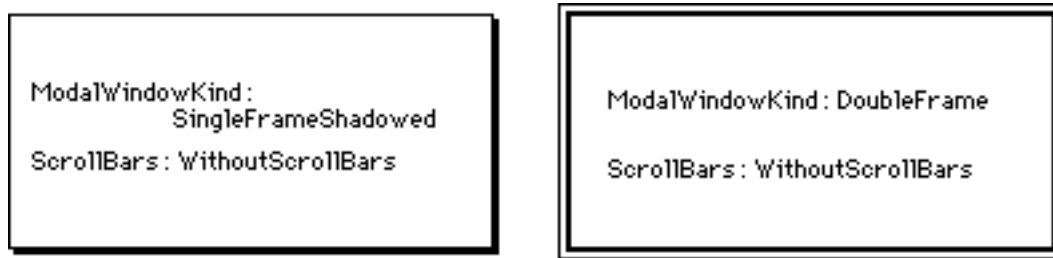 ModalWindowKind :
SingleFrameShadowed
ScrollBars : WithoutScrollBars
ModalWindowKind : DoubleFrame
ScrollBars : WithoutScrollBars